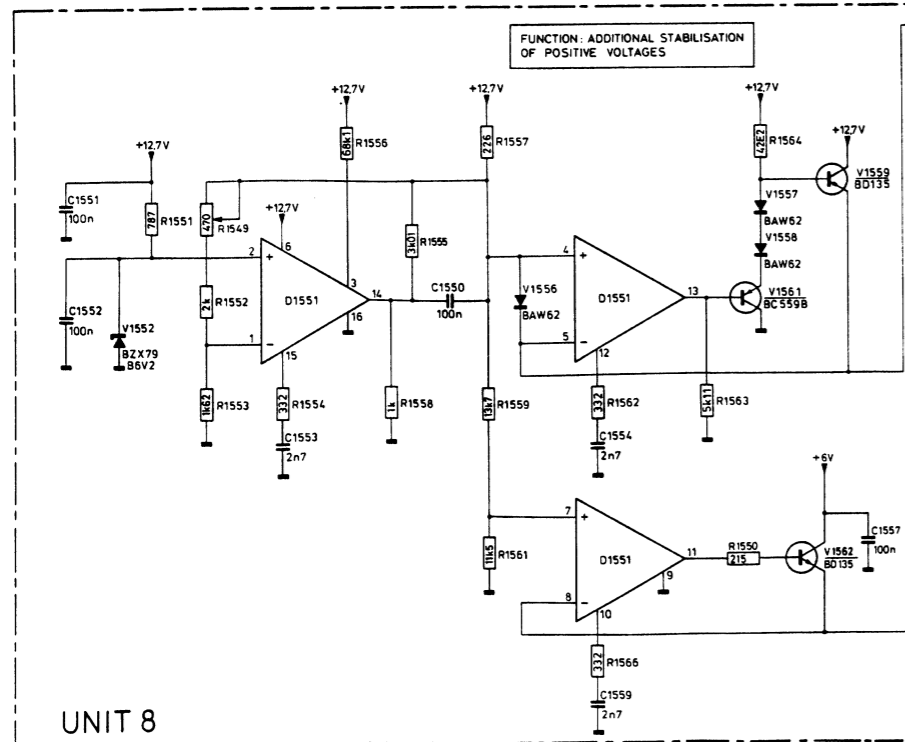 FUNCTION: ADDITIONAL STABILISATION
OF POSITIVE VOLTAGES
+12,7V
+12,7V
+12,7V
+12,7V
+12,7V
+12,7V
68k1
R1556
226
R1557
42E2
R1564
V1559
BD135
C1551
100n
787
R1551
470
R1549
3k01
R1555
V1557
BAW62
V1558
BAW62
2
+
6
D1551
3
14
16
1
-
15
C1550
100n
4
+
D1551
13
5
-
12
V1556
BAW62
V1561
BC559B
C1552
100n
V1552
BZX79
B6V2
2k
R1552
1k62
R1553
332
R1554
C1553
2n7
1k
R1558
13k7
R1559
332
R1562
C1554
2n7
5k11
R1563
+6V
7
+
D1551
11
9
8
-
10
R1550
215
V1562
BD135
C1557
100n
11k5
R1561
332
R1566
C1559
2n7
UNIT 8